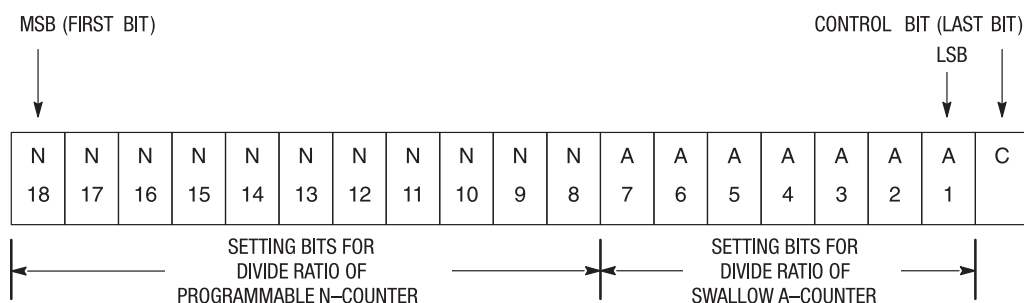 MSB (FIRST BIT)
CONTROL BIT (LAST BIT)
LSB
N N N N N N N N N N N A A A A A A A C
18 17 16 15 14 13 12 11 10 9 8 7 6 5 4 3 2 1
SETTING BITS FOR
DIVIDE RATIO OF
PROGRAMMABLE N–COUNTER
SETTING BITS FOR
DIVIDE RATIO OF
SWALLOW A–COUNTER